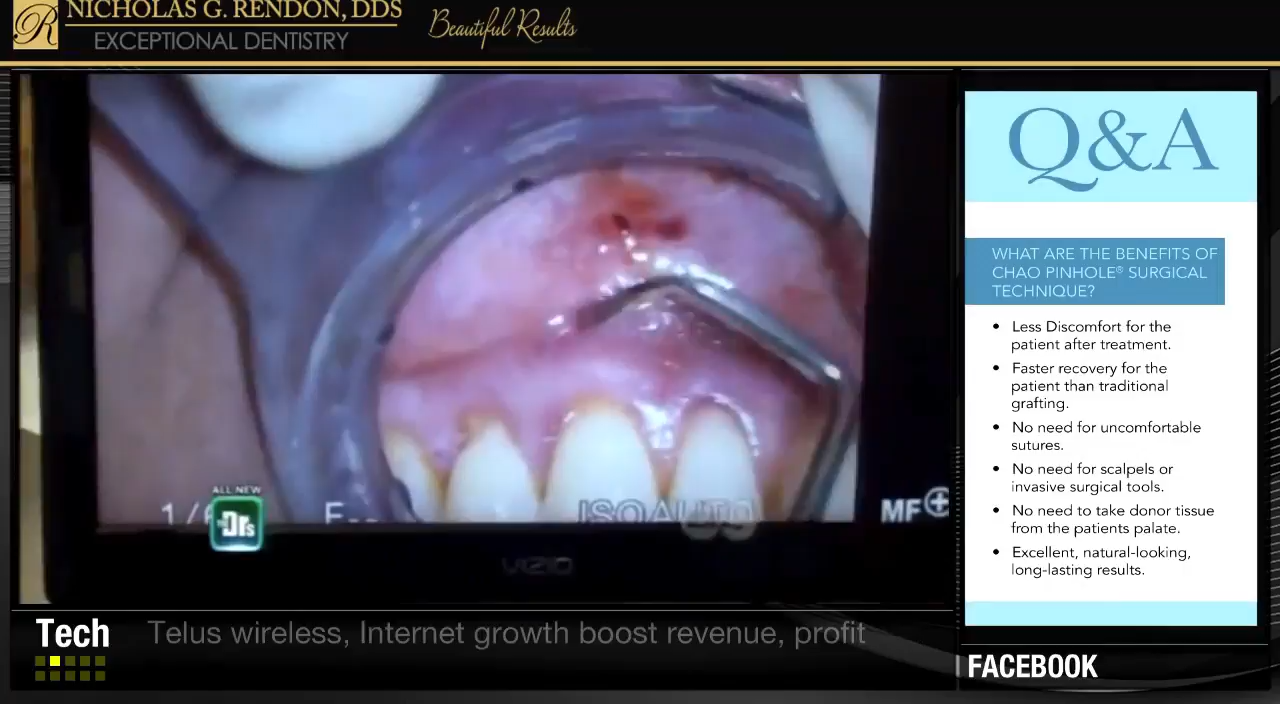 R
NICHOLAS G. RENDON, DDS
EXCEPTIONAL DENTISTRY
Beautiful Results
Q&A
WHAT ARE THE BENEFITS OF
CHAO PINHOLE® SURGICAL
TECHNIQUE?
• Less Discomfort for the
patient after treatment.
• Faster recovery for the
patient than traditional
grafting.
• No need for uncomfortable
sutures.
• No need for scalpels or
invasive surgical tools.
• No need to take donor tissue
from the patients palate.
• Excellent, natural-looking,
long-lasting results.
ALL NEW
Drs
ISOAUTO
MF
VIZIO
Tech
Telus wireless, Internet growth boost revenue, profit
FACEBOOK